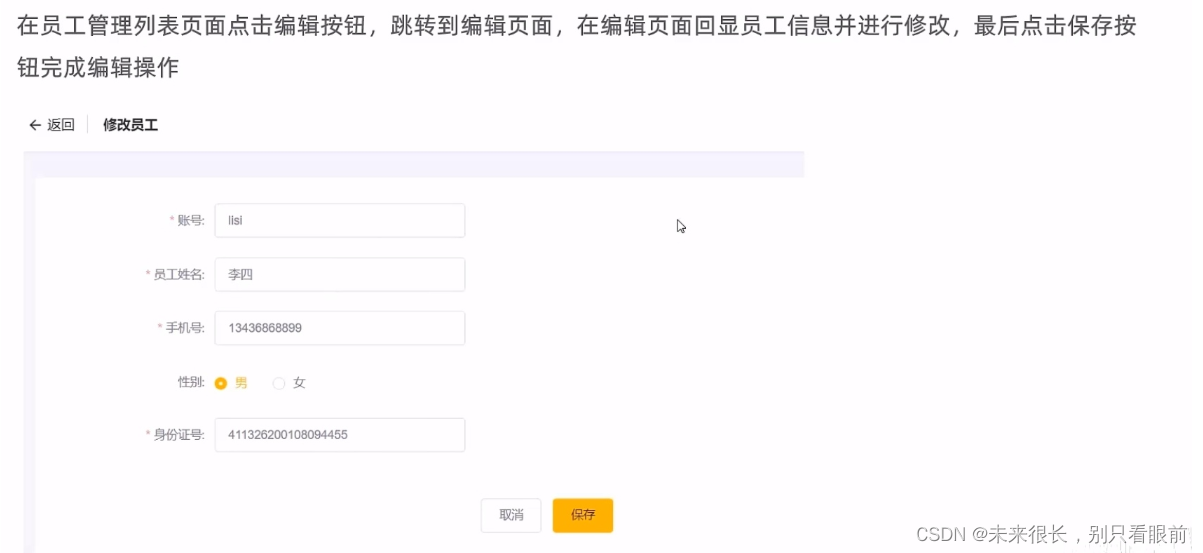 在员工管理列表页面点击编辑按钮，跳转到编辑页面，在编辑页面回显员工信息并进行修改，最后点击保存按
钮完成编辑操作
← 返回 修改员工
* 账号: lisi
* 员工姓名: 李四
* 手机号: 13436868899
性别: 男 女
* 身份证号: 411326200108094455
取消 保存
CSDN @未来很长，别只看眼前